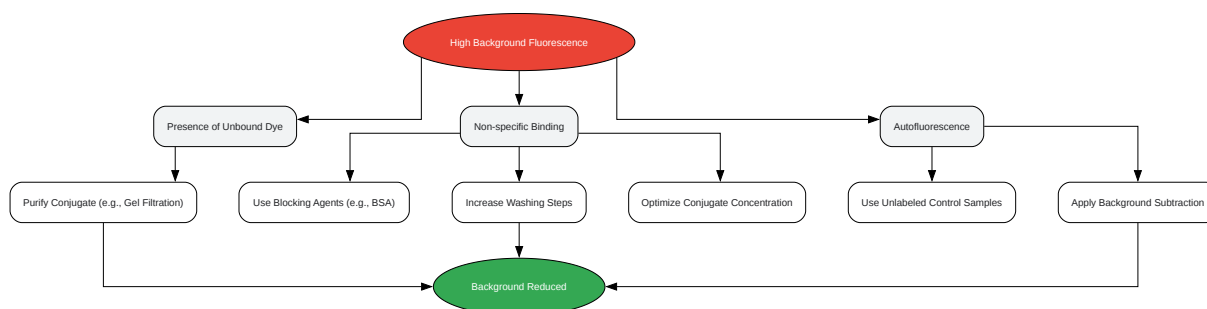 High Background Fluorescence
Presence of Unbound Dye
Non-specific Binding
Autofluorescence
Purify Conjugate (e.g., Gel Filtration)
Use Blocking Agents (e.g., BSA)
Increase Washing Steps
Optimize Conjugate Concentration
Use Unlabeled Control Samples
Apply Background Subtraction
Background Reduced